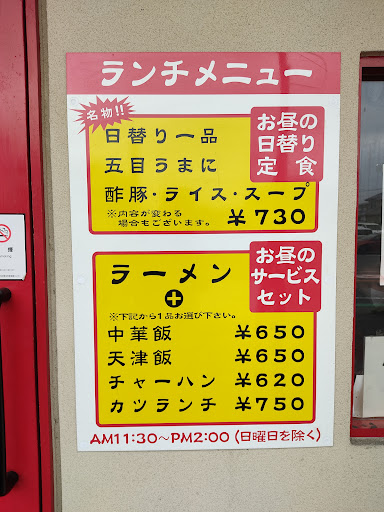 ランチメニュー
名物!!
お昼の
日替り
定食
日替り一品
五目うまに
酢豚・ライス・スープ
※内容が変わる
場合もございます。
¥730
お昼の
サービス
セット
ラーメン
+
※下記から1品お選び下さい。
中華飯 ¥650
天津飯 ¥650
チャーハン ¥620
カツランチ ¥750
AM11:30〜PM2:00 (日曜日を除く)